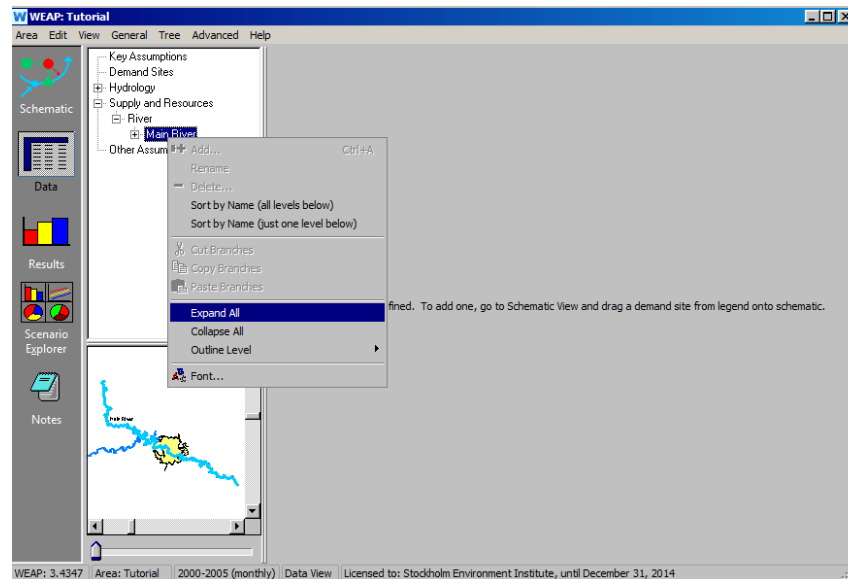 WEAP: Tutorial
Area Edit View General Tree Advanced Help
Schematic
Data
Results
Scenario
Explorer
Notes
Key Assumptions
Demand Sites
Hydrology
Supply and Resources
River
Main River
Other Assum
Add... Ctrl+A
Rename
Delete...
Sort by Name (all levels below)
Sort by Name (just one level below)
Cut Branches
Copy Branches
Paste Branches
Expand All
Collapse All
Outline Level
Font...
fined. To add one, go to Schematic View and drag a demand site from legend onto schematic.
Main River
WEAP: 3.4347 Area: Tutorial 2000-2005 (monthly) Data View Licensed to: Stockholm Environment Institute, until December 31, 2014